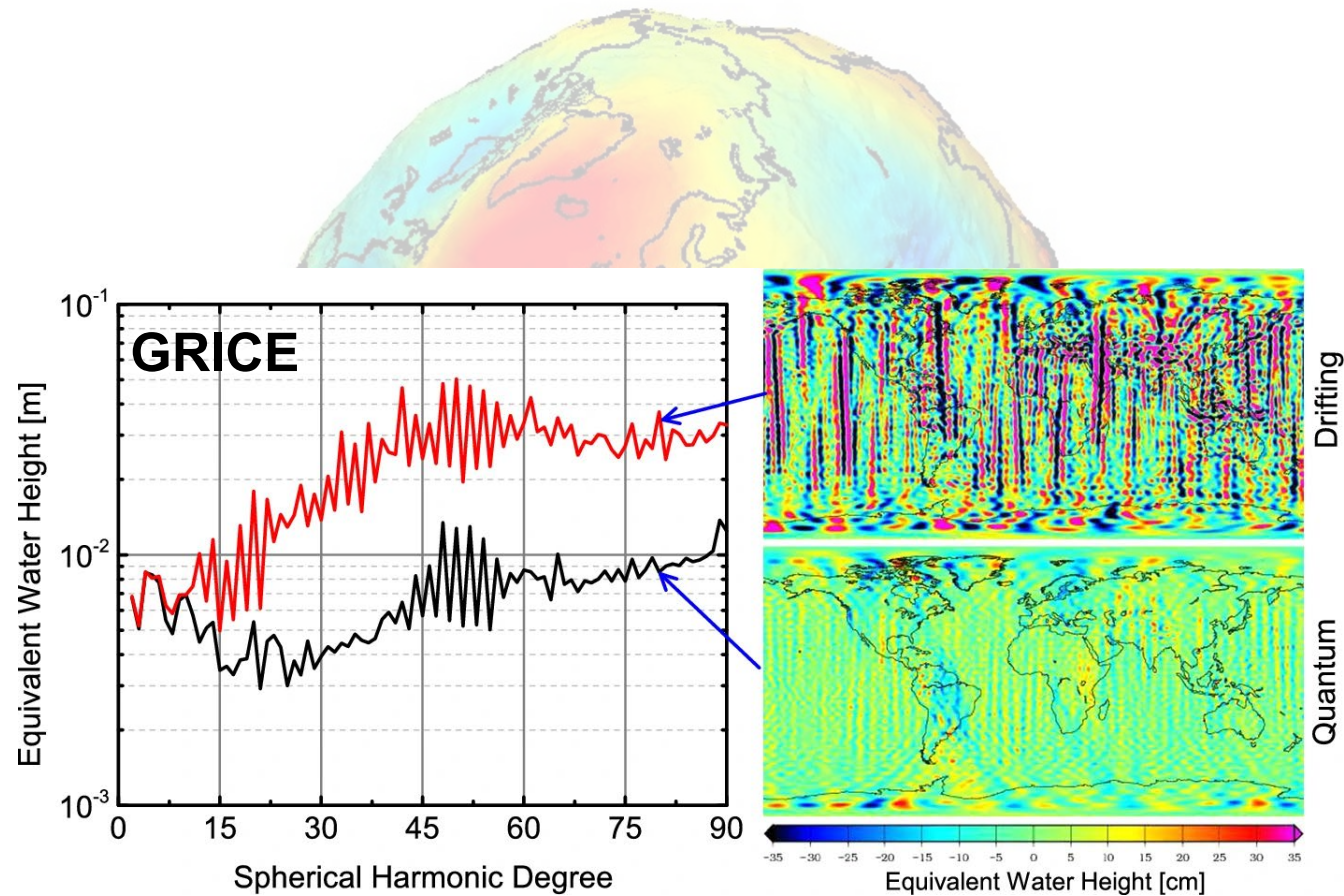 GRICE
Equivalent Water Height [m]
10⁻¹
10⁻²
10⁻³
0 15 30 45 60 75 90
Spherical Harmonic Degree
Drifting
Quantum
-35 -30 -25 -20 -15 -10 -5 0 5 10 15 20 25 30 35
Equivalent Water Height [cm]